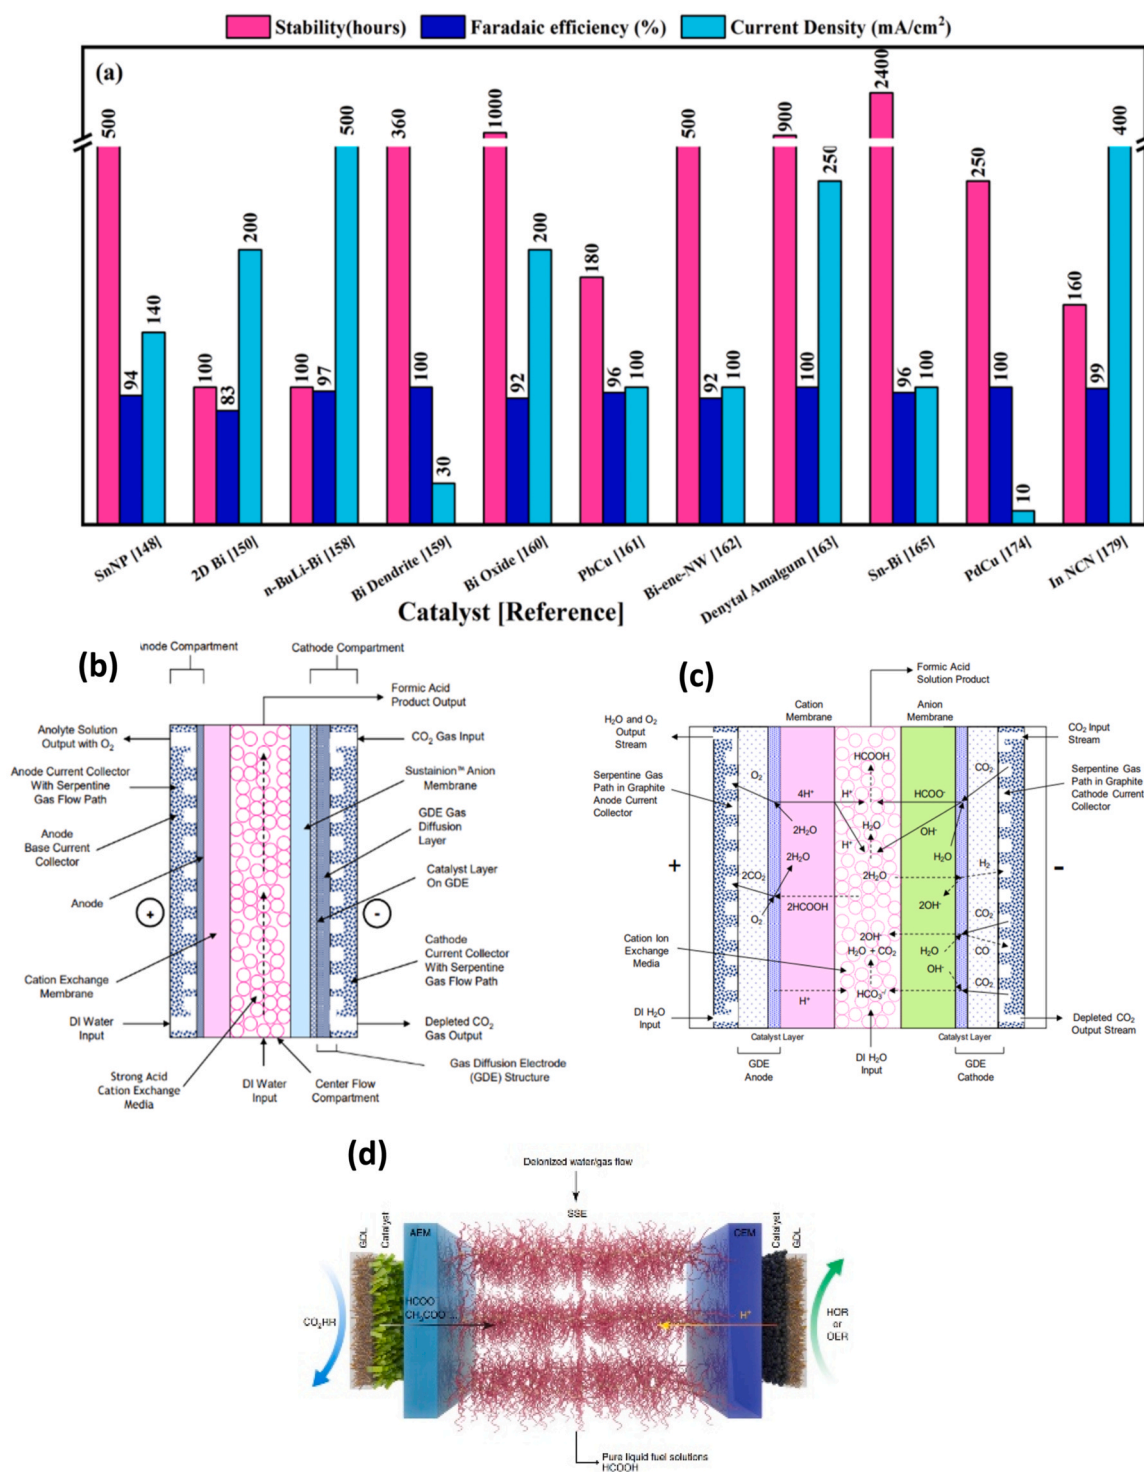 Stability(hours) Faradaic efficiency (%) Current Density (mA/cm²)
(a)
500 94 140
100 83 200
100 97 500
360 100 30
1000 92 200
180 96 100
500 92 100
900 100 250
2400 96 100
250 100 10
160 99 400
SnNP [148]
2D Bi [150]
n-BuLi-Bi [158]
Bi Dendrite [159]
Bi Oxide [160]
PbCu [161]
Bi-ene-NW [162]
Denytal Amalgum [163]
Sn-Bi [165]
PdCu [174]
In NCN [179]
Catalyst [Reference]
(b)
node Compartment
Cathode Compartment
Formic Acid
Product Output
Anolyte Solution
Output with O₂
CO₂ Gas Input
Anode Current Collector
With Serpentine
Gas Flow Path
Sustainion™ Anion
Membrane
GDE Gas
Diffusion
Layer
Anode
Base Current
Collector
Catalyst Layer
On GDE
Anode
+
-
Cathode
Current Collector
With Serpentine
Gas Flow Path
Cation Exchange
Membrane
DI Water
Input
Depleted CO₂
Gas Output
Strong Acid
Cation Exchange
Media
DI Water
Input
Center Flow
Compartment
Gas Diffusion Electrode
(GDE) Structure
(c)
Formic Acid
Solution Product
Cation
Membrane
Anion
Membrane
H₂O and O₂
Output
Stream
CO₂ Input
Stream
Serpentine Gas
Path in Graphite
Anode Current
Collector
Serpentine Gas
Path in Graphite
Cathode Current
Collector
HCOOH
O₂
CO₂
4H⁺
H⁺
HCOO⁻
2H₂O
H₂O
OH⁻
H⁺
2H₂O
H₂O
H₂
+
-
2CO₂
2H₂O
2HCOOH
2OH⁻
O₂
CO₂
2OH⁻
H₂O + CO₂
H₂O
CO
OH⁻
CO₂
Cation Ion
Exchange
Media
H⁺
HCO₃⁻/
DI H₂O
Input
Depleted CO₂
Output Stream
Catalyst Layer
Catalyst Layer
GDE
Anode
DI H₂O
Input
GDE
Cathode
(d)
Deionized water/gas flow
SSE
GDL
Catalyst
AEM
CEM
Catalyst
GDL
CO₂RR
HCOO
CH₃COO
H⁺
HOR
or
OER
Pure liquid fuel solutions
HCOOH